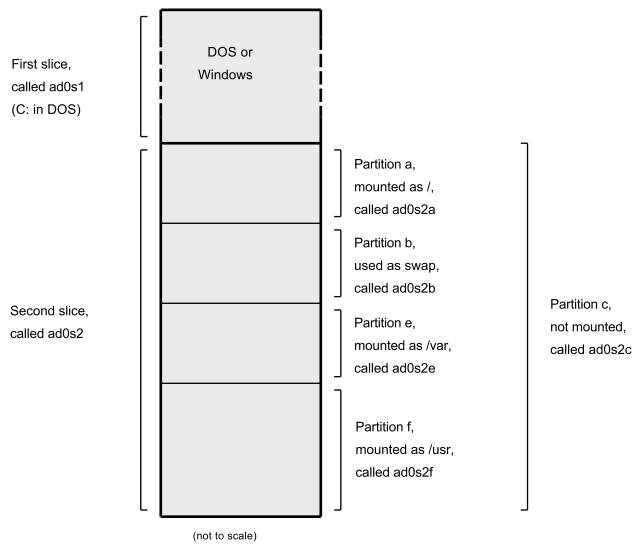 DOS or
Windows
First slice,
called ad0s1
(C: in DOS)
Partition a,
mounted as /,
called ad0s2a
Partition b,
used as swap,
called ad0s2b
Second slice,
called ad0s2
Partition c,
not mounted,
called ad0s2c
Partition e,
mounted as /var,
called ad0s2e
Partition f,
mounted as /usr,
called ad0s2f
(not to scale)